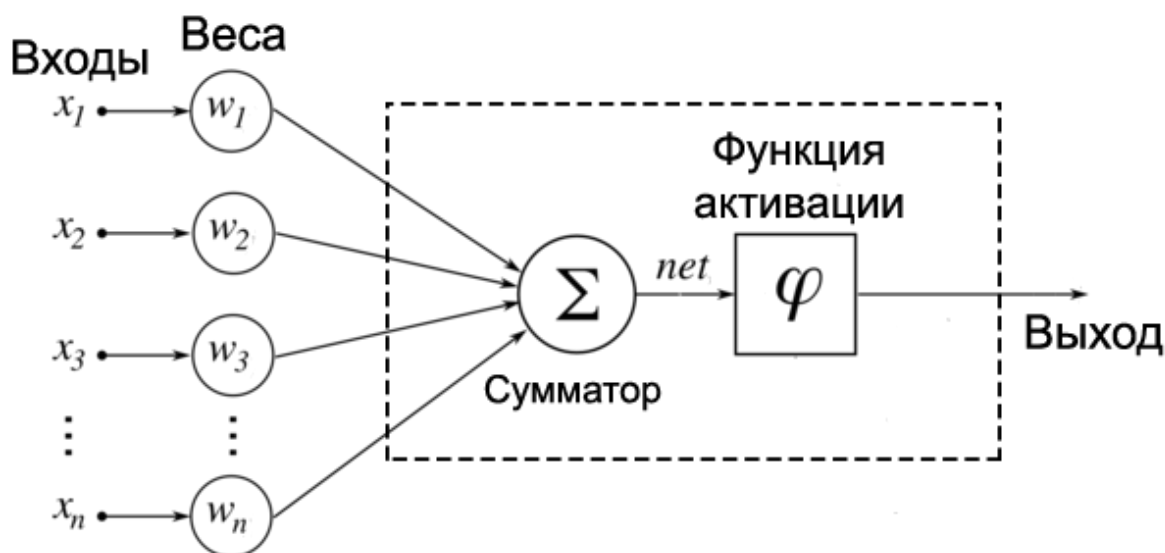 Входы
Веса
x1
w1
x2
w2
x3
w3
⋮
⋮
xn
wn
Σ
Сумматор
net
Функция
активации
φ
Выход